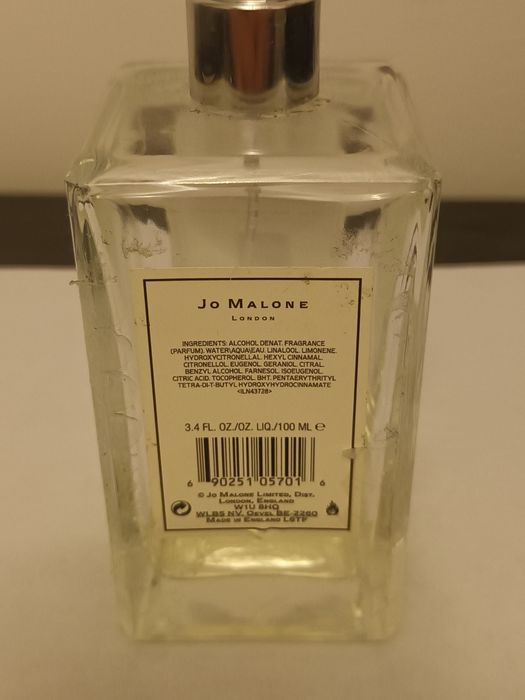 JO MALONE
LONDON
INGREDIENTS: ALCOHOL DENAT. FRAGRANCE
(PARFUM). WATER\AQUA\EAU. LINALOOL. LIMONENE.
HYDROXYCITRONELLAL. HEXYL CINNAMAL.
CITRONELLOL. EUGENOL. GERANIOL. CITRAL.
BENZYL ALCOHOL. FARNESOL. ISOEUGENOL.
CITRIC ACID. TOCOPHEROL. BHT. PENTAERYTHRITYL
TETRA-DI-T-BUTYL HYDROXYHYDROCINNAMATE
<ILN43728>
3.4 FL. OZ./OZ. LIQ./100 ML ℮
6 90251 05701 6
© JO MALONE LIMITED, DIST.
LONDON, ENGLAND
W1U 8HQ
WLBS NV. OEVEL BE-2260
MADE IN ENGLAND